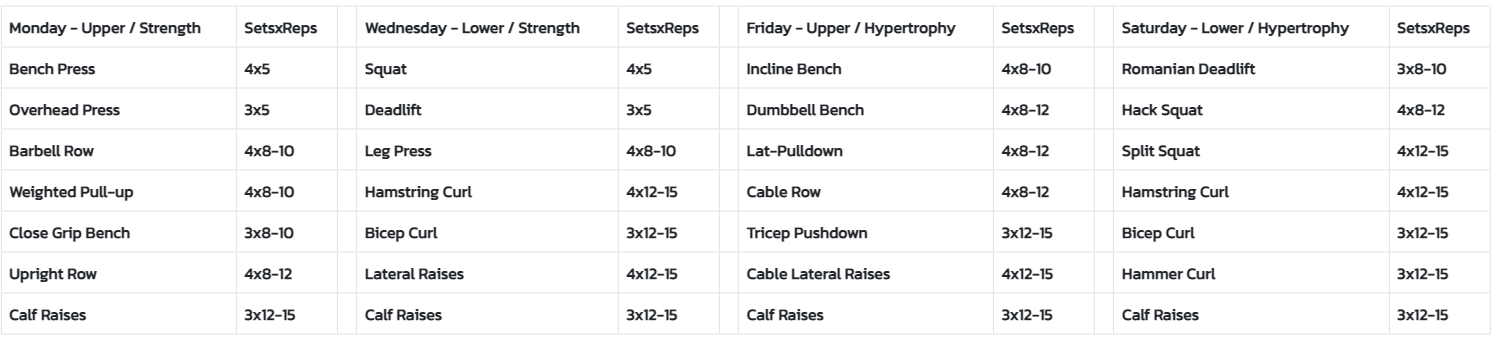 Monday - Upper / Strength SetsxReps Wednesday - Lower / Strength SetsxReps Friday - Upper / Hypertrophy SetsxReps Saturday - Lower / Hypertrophy SetsxReps
Bench Press 4x5 Squat 4x5 Incline Bench 4x8-10 Romanian Deadlift 3x8-10
Overhead Press 3x5 Deadlift 3x5 Dumbbell Bench 4x8-12 Hack Squat 4x8-12
Barbell Row 4x8-10 Leg Press 4x8-10 Lat-Pulldown 4x8-12 Split Squat 4x12-15
Weighted Pull-up 4x8-10 Hamstring Curl 4x12-15 Cable Row 4x8-12 Hamstring Curl 4x12-15
Close Grip Bench 3x8-10 Bicep Curl 3x12-15 Tricep Pushdown 3x12-15 Bicep Curl 3x12-15
Upright Row 4x8-12 Lateral Raises 4x12-15 Cable Lateral Raises 4x12-15 Hammer Curl 3x12-15
Calf Raises 3x12-15 Calf Raises 3x12-15 Calf Raises 3x12-15 Calf Raises 3x12-15